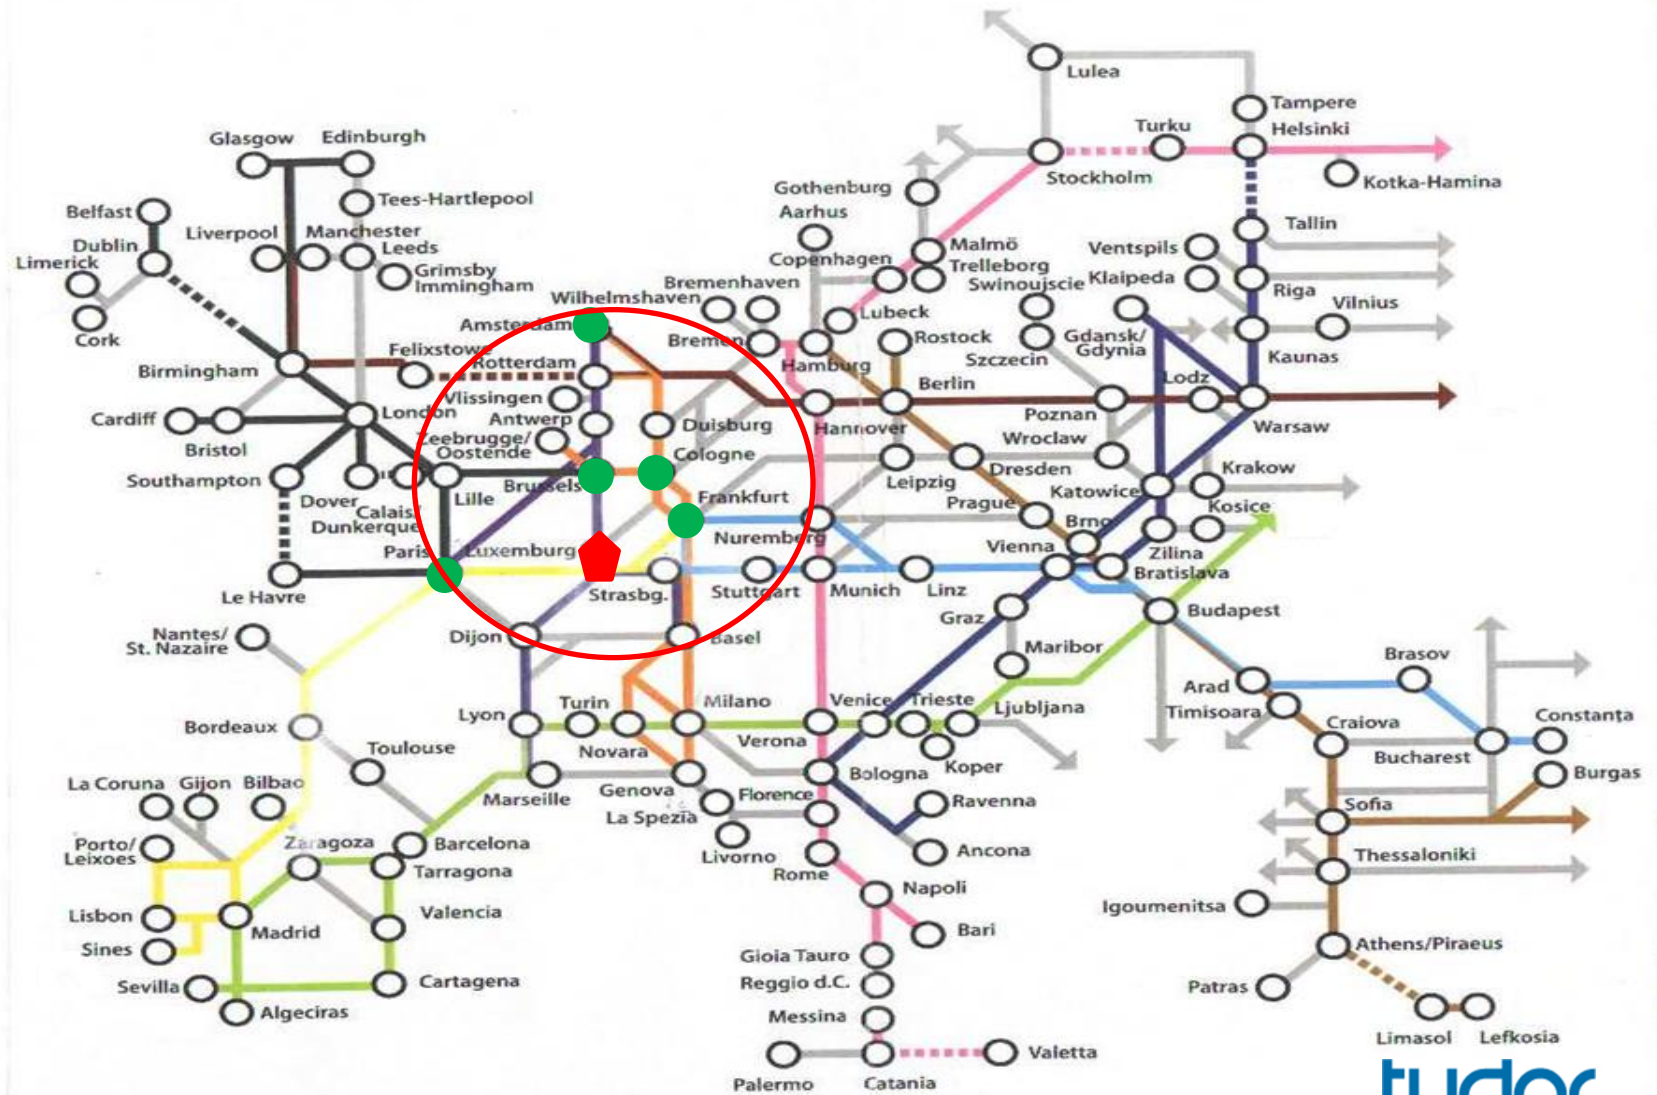 Lulea
Tampere
Turku
Helsinki
Glasgow
Edinburgh
Stockholm
Kotka-Hamina
Gothenburg
Tees-Hartlepool
Aarhus
Belfast
Liverpool
Manchester
Tallin
Dublin
Leeds
Malmö
Ventspils
Limerick
Copenhagen
Trelleborg
Grimsby
Immingham
Bremenhaven
Swinoujscie
Klaipeda
Riga
Wilhelmshaven
Vilnius
Lubeck
Amsterdam
Cork
Bremen
Rostock
Gdansk/
Gdynia
Felixstowe
Rotterdam
Hamburg
Szczecin
Kaunas
Birmingham
Berlin
Lodz
Vlissingen
Cardiff
London
Antwerp
Duisburg
Hannover
Poznan
Warsaw
Bristol
Zeebrugge/
Oostende
Cologne
Wroclaw
Southampton
Brussels
Leipzig
Dresden
Krakow
Dover
Lille
Frankfurt
Prague
Katowice
Calais/
Dunkerque
Kosice
Nuremberg
Brno
Paris
Luxemburg
Vienna
Zilina
Le Havre
Strasbg.
Stuttgart
Munich
Linz
Bratislava
Graz
Budapest
Nantes/
St. Nazaire
Dijon
Basel
Maribor
Brasov
Arad
Lyon
Turin
Milano
Venice
Trieste
Ljubljana
Timisoara
Bordeaux
Craiova
Constanţa
Toulouse
Novara
Verona
Bucharest
Koper
La Coruna
Gijon
Bilbao
Marseille
Genova
Bologna
Burgas
Florence
Ravenna
La Spezia
Sofia
Porto/
Leixoes
Zaragoza
Barcelona
Livorno
Ancona
Thessaloniki
Tarragona
Rome
Napoli
Lisbon
Valencia
Igoumenitsa
Madrid
Bari
Sines
Athens/Piraeus
Gioia Tauro
Sevilla
Cartagena
Reggio d.C.
Patras
Algeciras
Messina
Limasol
Lefkosia
Valetta
Palermo
Catania
tudor